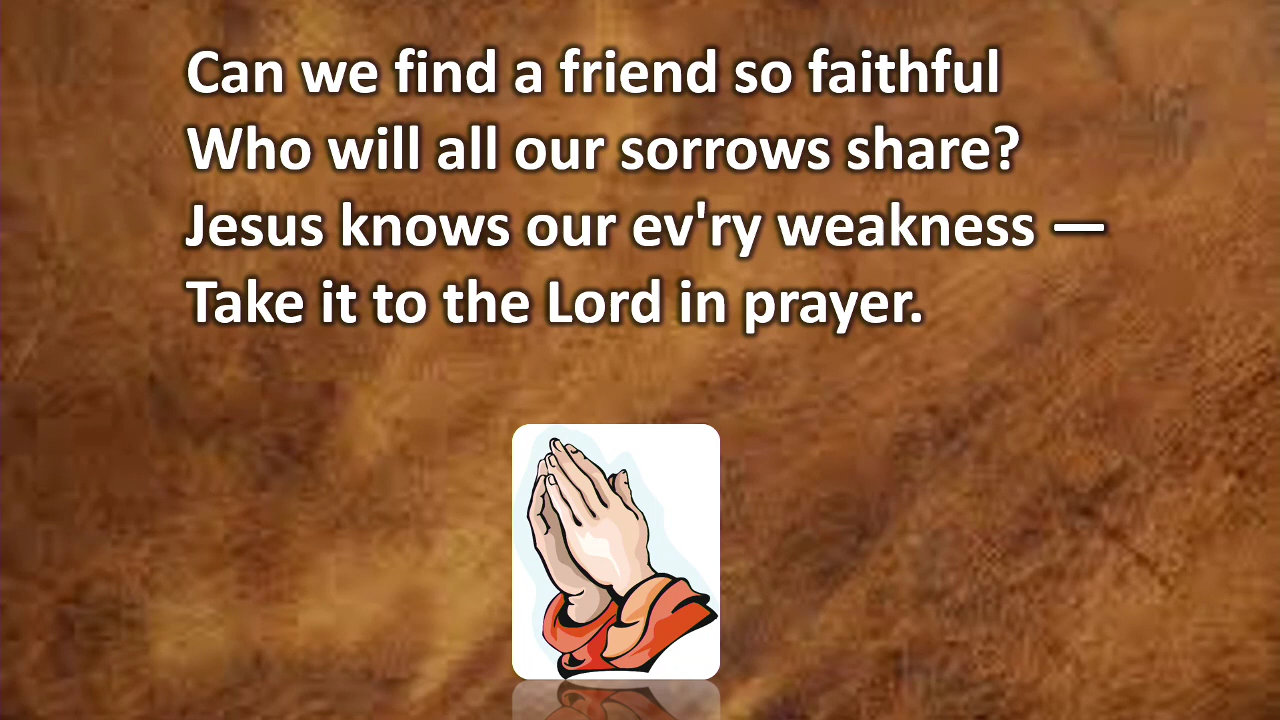 Can we find a friend so faithful
Who will all our sorrows share?
Jesus knows our ev'ry weakness —
Take it to the Lord in prayer.